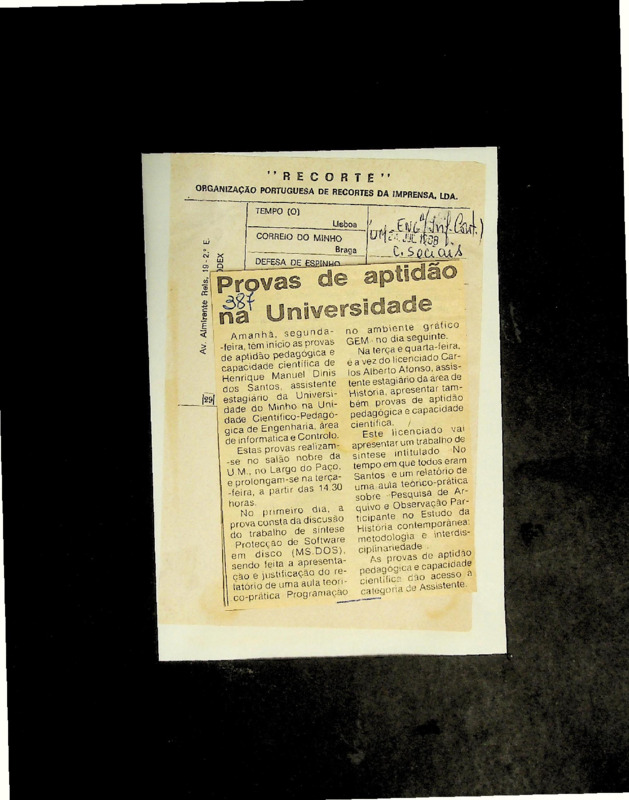 "RECORTE"
ORGANIZAÇÃO PORTUGUESA DE RECORTES DA IMPRENSA, LDA.
TEMPO (O)
Lisboa
CORREIO DO MINHO
Braga
DEFESA DE ESPINHO
UM
ENGª (Inf. Cont.)
JUL 1988
C. Sociais
Av. Almirante Reis, 19-2.º E.
ODEX
Provas de aptidão
387
na Universidade
Amanhã, segunda-
-feira, têm início as provas
de aptidão pedagógica e
capacidade científica de
Henrique Manuel Dinis
dos Santos, assistente
estagiário da Universi-
dade do Minho na Uni-
dade Científico-Pedagó-
gica de Engenharia, área
de informatica e Controlo.
Estas provas realizam-
-se no salão nobre da
U M., no Largo do Paço,
e prolongam-se na terça-
-feira, a partir das 14.30
horas.
No primeiro dia, a
prova consta da discussão
do trabalho de síntese
Protecção de Software
em disco (MS.DOS),
sendo feita a apresenta-
ção e justificação do re-
latório de uma aula teóri-
co-prática Programação
no ambiente gráfico
GEM no dia seguinte.
Na terça e quarta-feira,
é a vez do licenciado Car-
los Alberto Afonso, assis-
tente estagiário da área de
História, apresentar tam-
bém provas de aptidão
pedagógica e capacidade
científica.
Este licenciado vai
apresentar um trabalho de
síntese intitulado No
tempo em que todos eram
Santos e um relatório de
uma aula teórico-prática
sobre Pesquisa de Ar-
quivo e Observação Par-
ticipante no Estudo da
História contemporânea:
metodologia e interdis-
ciplinariedade.
As provas de aptidão
pedagógica e capacidade
científica dão acesso à
categoria de Assistente.